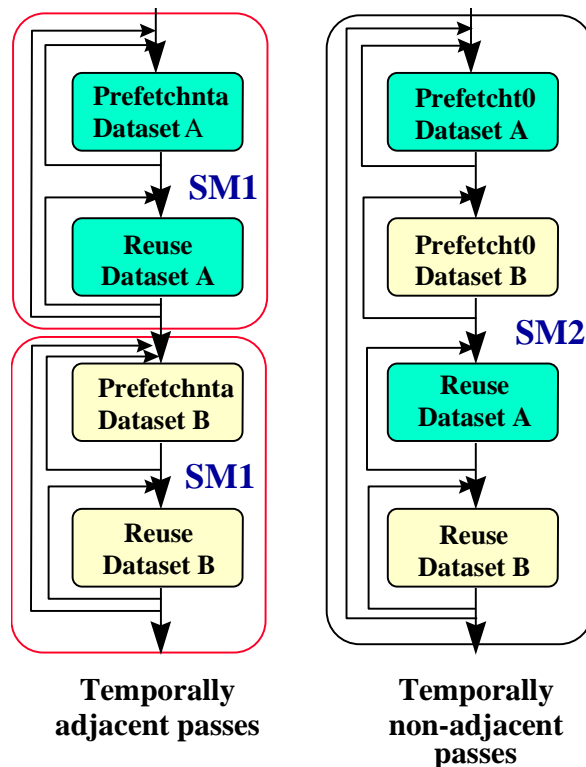 Prefetchnta
Dataset A
SM1
Reuse
Dataset A
Prefetchnta
Dataset B
SM1
Reuse
Dataset B
Temporally
adjacent passes
Prefetcht0
Dataset A
Prefetcht0
Dataset B
SM2
Reuse
Dataset A
Reuse
Dataset B
Temporally
non-adjacent
passes